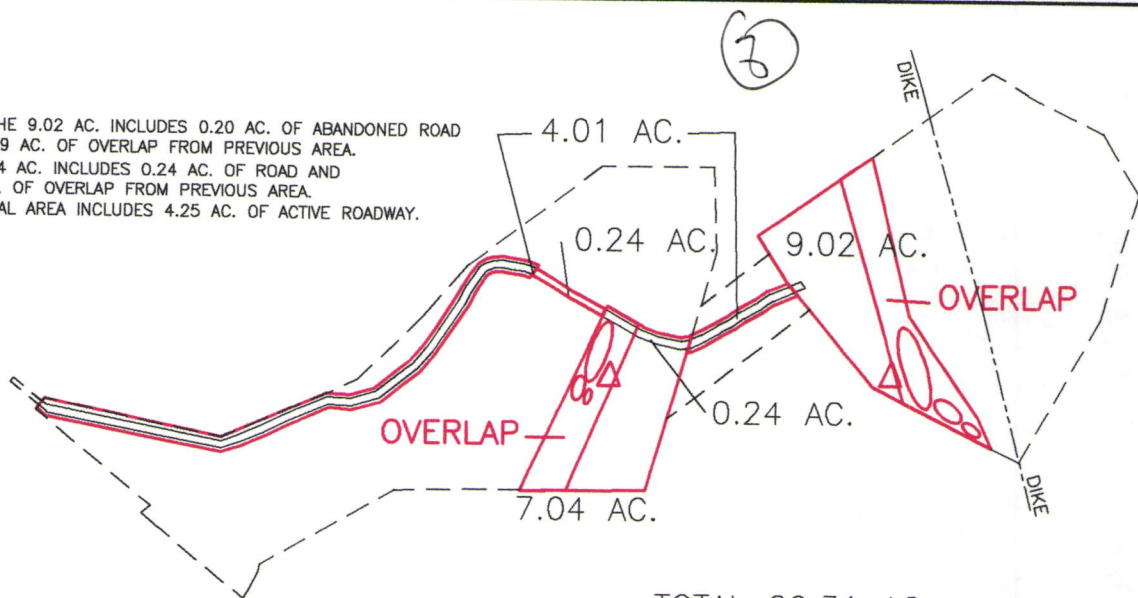 HE 9.02 AC. INCLUDES 0.20 AC. OF ABANDONED ROAD
9 AC. OF OVERLAP FROM PREVIOUS AREA.
4 AC. INCLUDES 0.24 AC. OF ROAD AND
. OF OVERLAP FROM PREVIOUS AREA.
AL AREA INCLUDES 4.25 AC. OF ACTIVE ROADWAY.
DIKE
4.01 AC.
0.24 AC.
9.02 AC.
OVERLAP
0.24 AC.
OVERLAP
7.04 AC.
DIKE